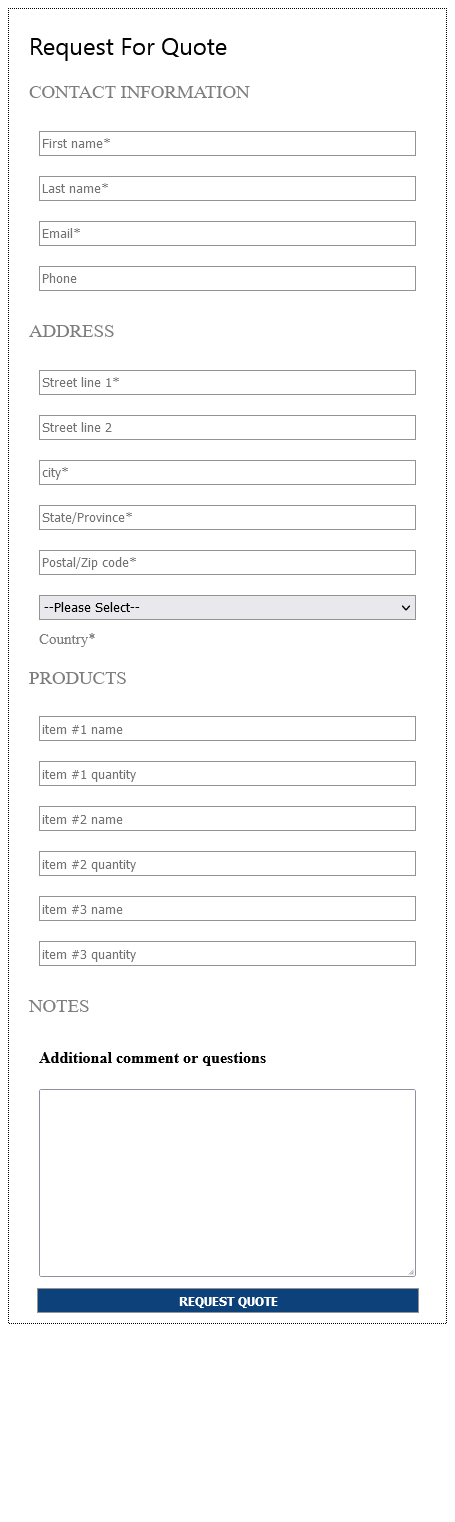 Request For Quote
CONTACT INFORMATION
First name*
Last name*
Email*
Phone
ADDRESS
Street line 1*
Street line 2
city*
State/Province*
Postal/Zip code*
--Please Select--
Country*
PRODUCTS
item #1 name
item #1 quantity
item #2 name
item #2 quantity
item #3 name
item #3 quantity
NOTES
Additional comment or questions
REQUEST QUOTE